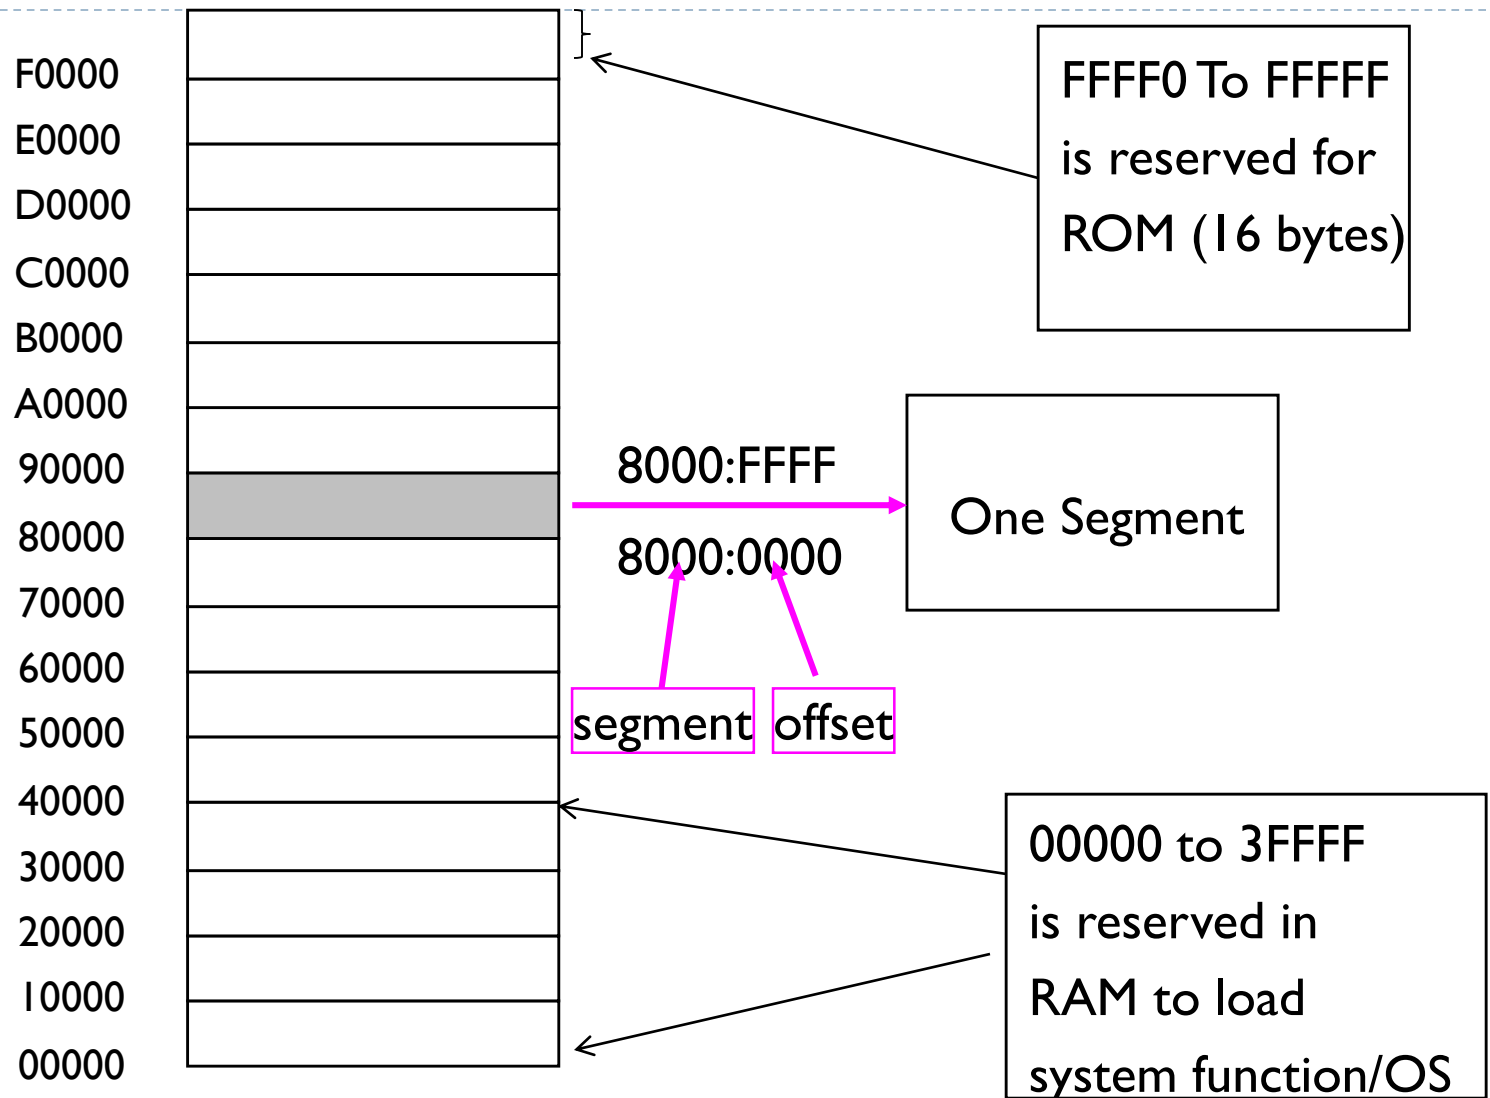 F0000
E0000
D0000
C0000
B0000
A0000
90000
80000
70000
60000
50000
40000
30000
20000
10000
00000
FFFF0 To FFFFF
is reserved for
ROM (16 bytes)
8000:FFFF
8000:0000
One Segment
segment
offset
00000 to 3FFFF
is reserved in
RAM to load
system function/OS